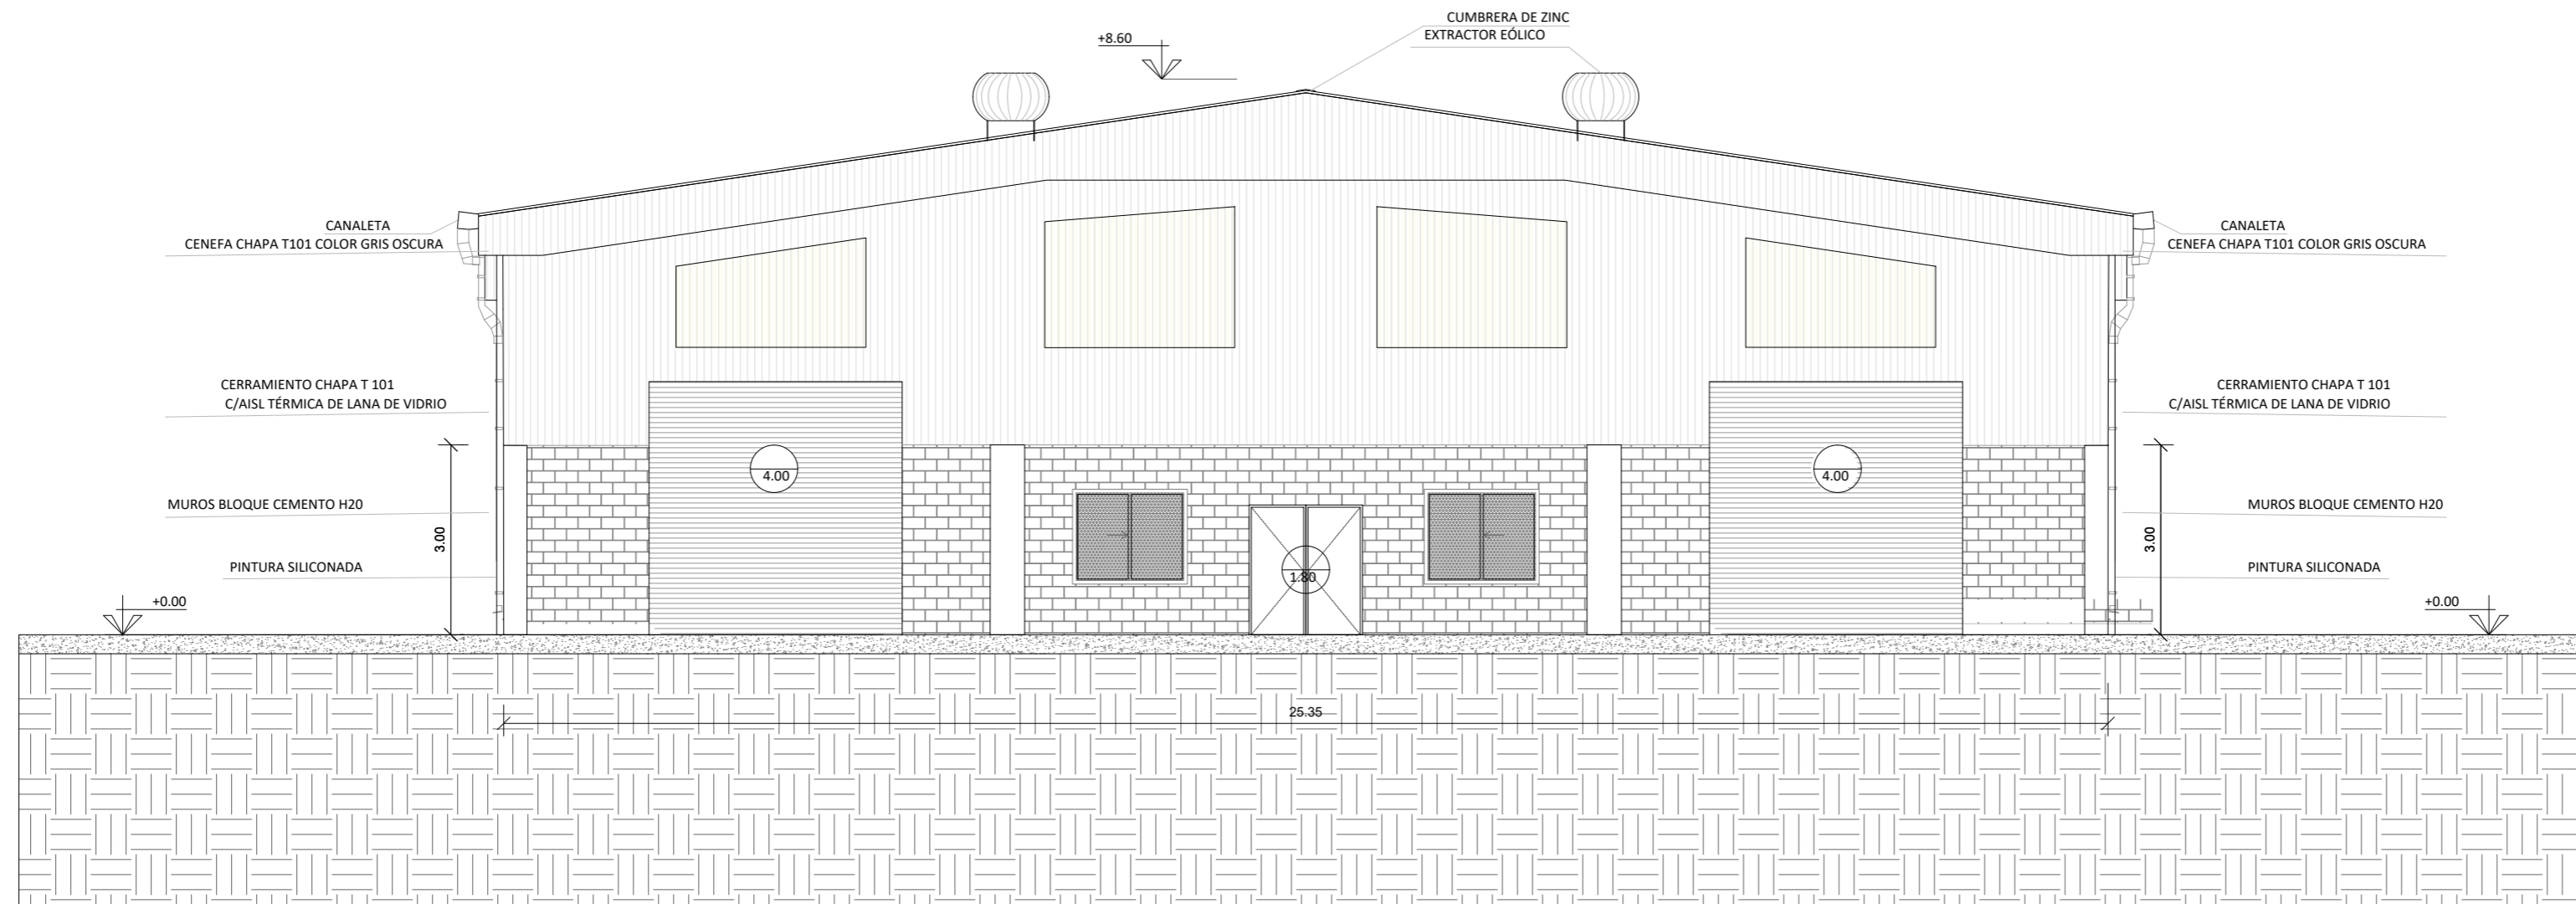 CUMBRERA DE ZINC
EXTRACTOR EÓLICO
+8.60
CANALETA
CENEFA CHAPA T101 COLOR GRIS OSCURA
CANALETA
CENEFA CHAPA T101 COLOR GRIS OSCURA
CERRAMIENTO CHAPA T 101
C/AISL TÉRMICA DE LANA DE VIDRIO
CERRAMIENTO CHAPA T 101
C/AISL TÉRMICA DE LANA DE VIDRIO
4.00
4.00
MUROS BLOQUE CEMENTO H20
MUROS BLOQUE CEMENTO H20
3.00
3.00
PINTURA SILICONADA
1.80
PINTURA SILICONADA
+0.00
+0.00
25.35